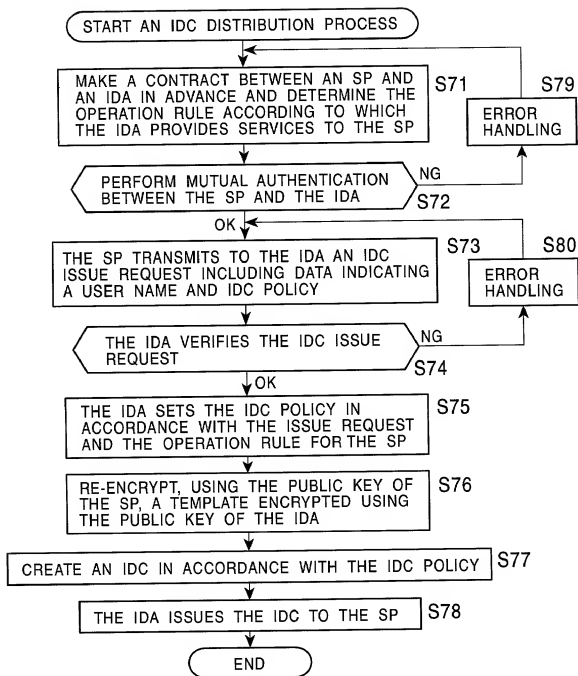 START AN IDC DISTRIBUTION PROCESS
MAKE A CONTRACT BETWEEN AN SP AND
AN IDA IN ADVANCE AND DETERMINE THE
OPERATION RULE ACCORDING TO WHICH
THE IDA PROVIDES SERVICES TO THE SP
S71
S79
ERROR
HANDLING
PERFORM MUTUAL AUTHENTICATION
BETWEEN THE SP AND THE IDA
NG
S72
OK
THE SP TRANSMITS TO THE IDA AN IDC
ISSUE REQUEST INCLUDING DATA INDICATING
A USER NAME AND IDC POLICY
S73
S80
ERROR
HANDLING
THE IDA VERIFIES THE IDC ISSUE
REQUEST
NG
S74
OK
THE IDA SETS THE IDC POLICY IN
ACCORDANCE WITH THE ISSUE REQUEST
AND THE OPERATION RULE FOR THE SP
S75
RE-ENCRYPT, USING THE PUBLIC KEY OF
THE SP, A TEMPLATE ENCRYPTED USING
THE PUBLIC KEY OF THE IDA
S76
CREATE AN IDC IN ACCORDANCE WITH THE IDC POLICY
S77
THE IDA ISSUES THE IDC TO THE SP
S78
END